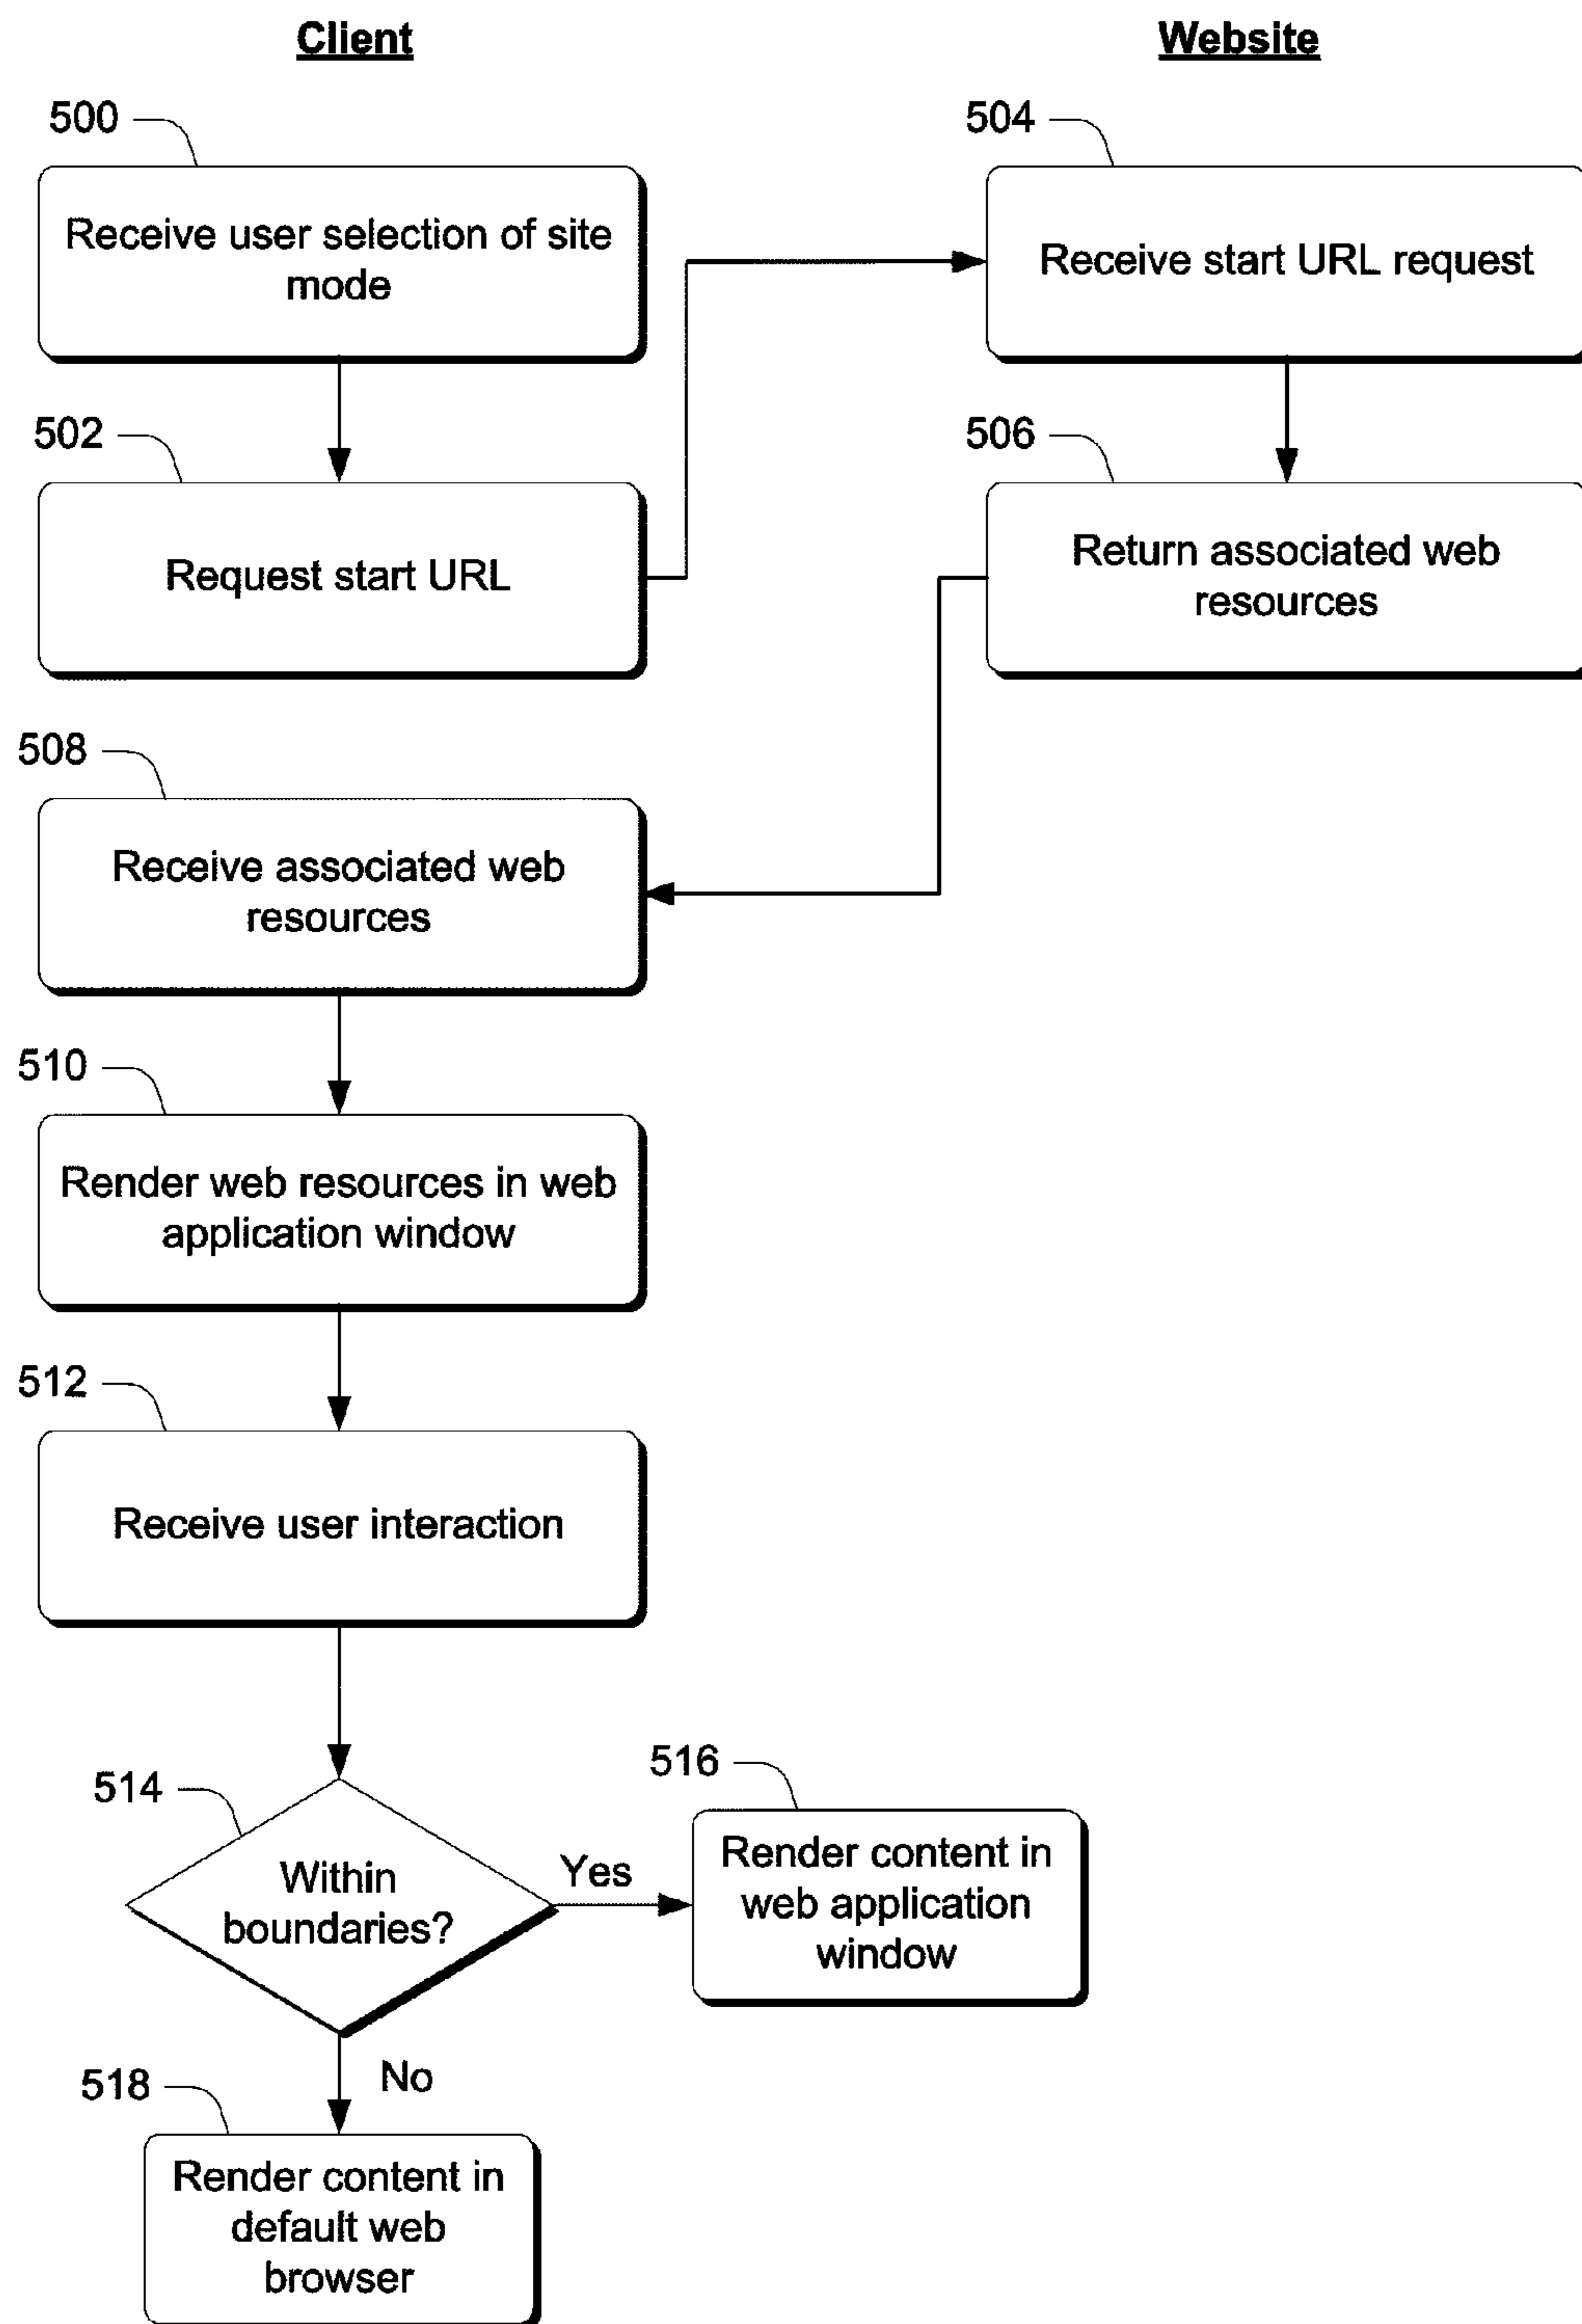 Client
Website
500
504
Receive user selection of site
mode
Receive start URL request
502
506
Request start URL
Return associated web
resources
508
Receive associated web
resources
510
Render web resources in web
application window
512
Receive user interaction
514
516
Within
boundaries?
Yes
Render content in
web application
window
No
518
Render content in
default web
browser